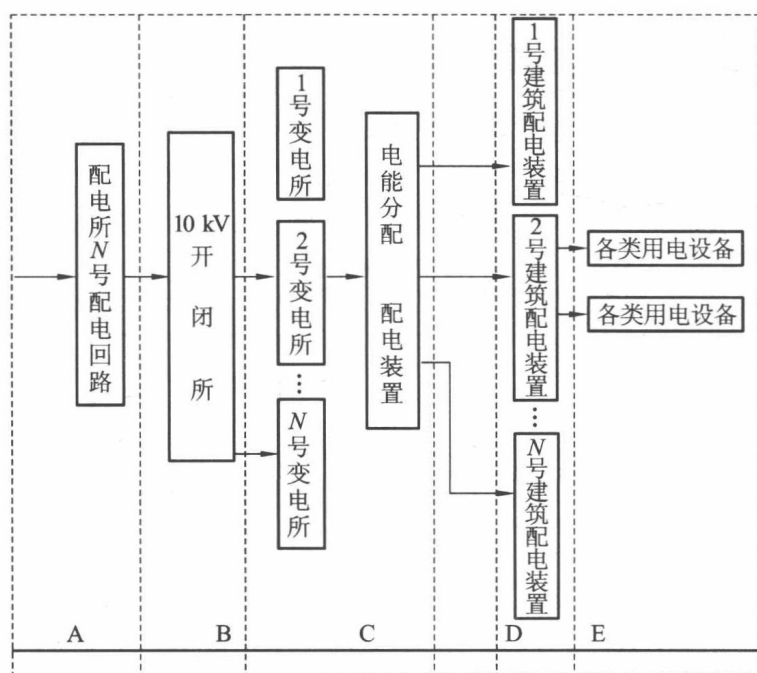 配电所N号配电回路
10 kV
开闭所
1号变电所
2号变电所
⋮
N号变电所
电能分配
配电装置
1号建筑配电装置
2号建筑配电装置
⋮
N号建筑配电装置
各类用电设备
各类用电设备
A
B
C
D
E